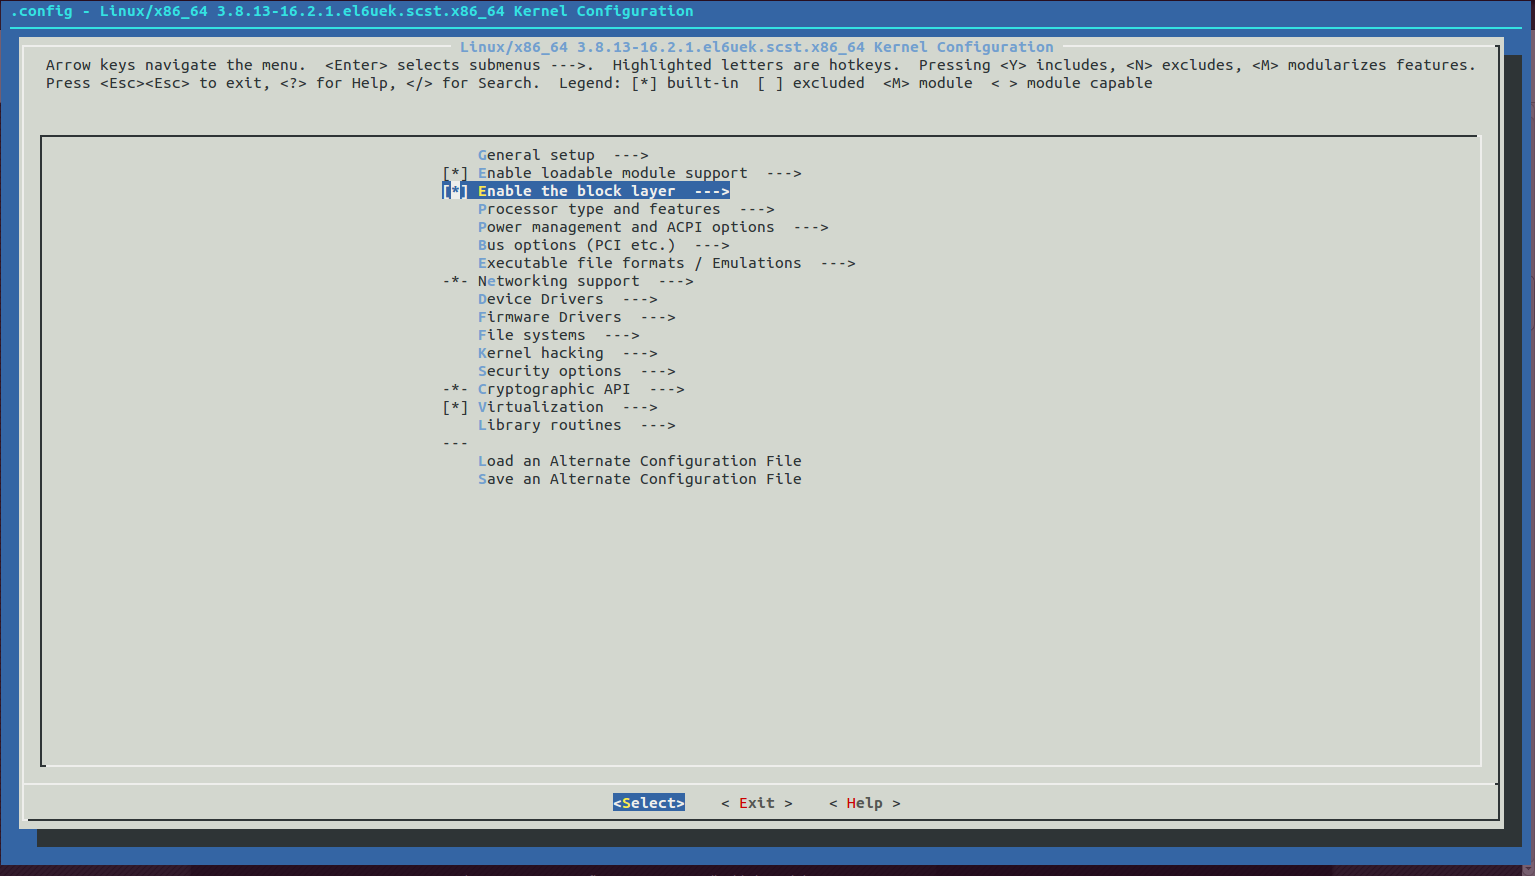 .config - Linux/x86_64 3.8.13-16.2.1.el6uek.scst.x86_64 Kernel Configuration
Linux/x86_64 3.8.13-16.2.1.el6uek.scst.x86_64 Kernel Configuration
Arrow keys navigate the menu.  <Enter> selects submenus --->.  Highlighted letters are hotkeys.  Pressing <Y> includes, <N> excludes, <M> modularizes features.
Press <Esc><Esc> to exit, <?> for Help, </> for Search.  Legend: [*] built-in  [ ] excluded  <M> module  < > module capable
General setup  --->
[*] Enable loadable module support  --->
[*] Enable the block layer  --->
Processor type and features  --->
Power management and ACPI options  --->
Bus options (PCI etc.)  --->
Executable file formats / Emulations  --->
-*- Networking support  --->
Device Drivers  --->
Firmware Drivers  --->
File systems  --->
Kernel hacking  --->
Security options  --->
-*- Cryptographic API  --->
[*] Virtualization  --->
Library routines  --->
---
Load an Alternate Configuration File
Save an Alternate Configuration File
<Select>    < Exit >    < Help >